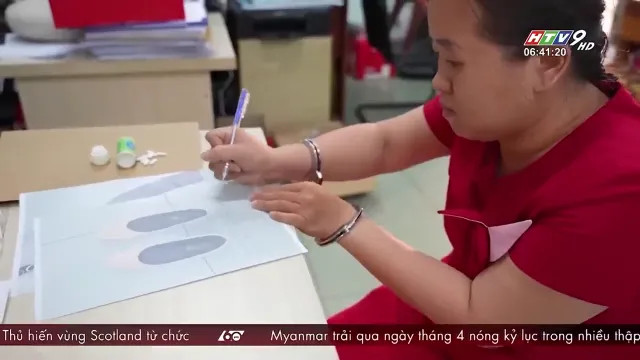 HTV9 HD
06:41:20
Thủ hiến vùng Scotland từ chức
60
Myanmar trải qua ngày tháng 4 nóng kỷ lục trong nhiều thập